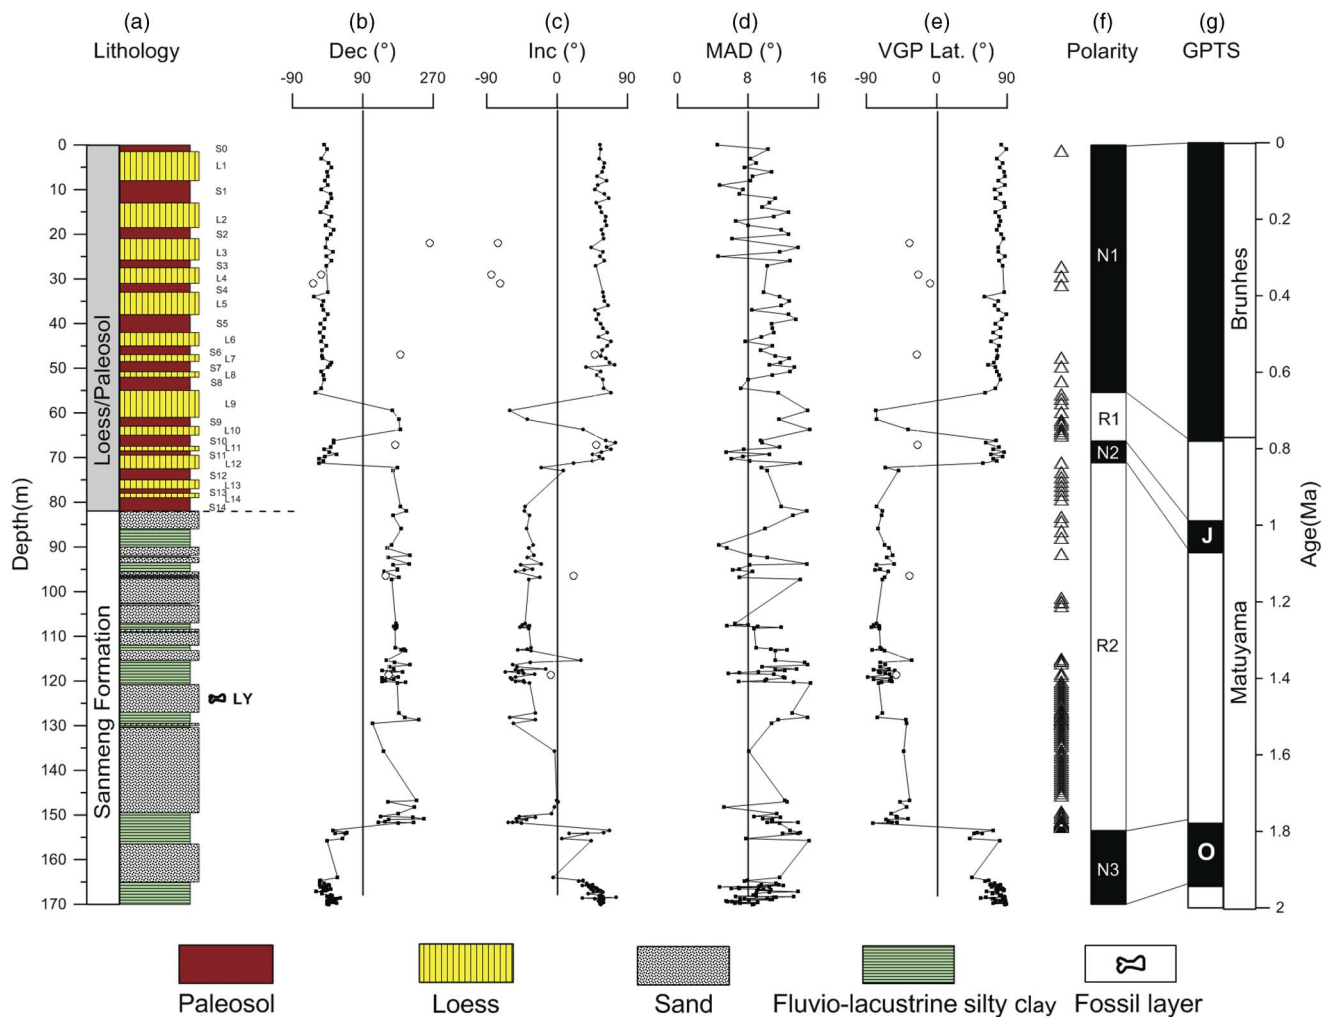 (a) (b) (c) (d) (e) (f) (g)
Lithology Dec (°) Inc (°) MAD (°) VGP Lat. (°) Polarity GPTS
-90 90 270 -90 0 90 0 8 16 -90 0 90
Depth(m)
0
10
20
30
40
50
60
70
80
90
100
110
120
130
140
150
160
170
Loess/Paleosol
Sanmeng Formation
S0
L1
S1
L2
S2
L3
S3
L4
S4
L5
S5
L6
S6
L7
S7
L8
S8
L9
S9
L10
S10
L11
S11
L12
S12
L13
S13
L14
S14
LY
N1
R1
N2
R2
N3
J
O
Brunhes
Matuyama
0
0.2
0.4
0.6
0.8
1
1.2
1.4
1.6
1.8
2
Age(Ma)
Paleosol Loess Sand Fluvio-lacustrine silty clay Fossil layer